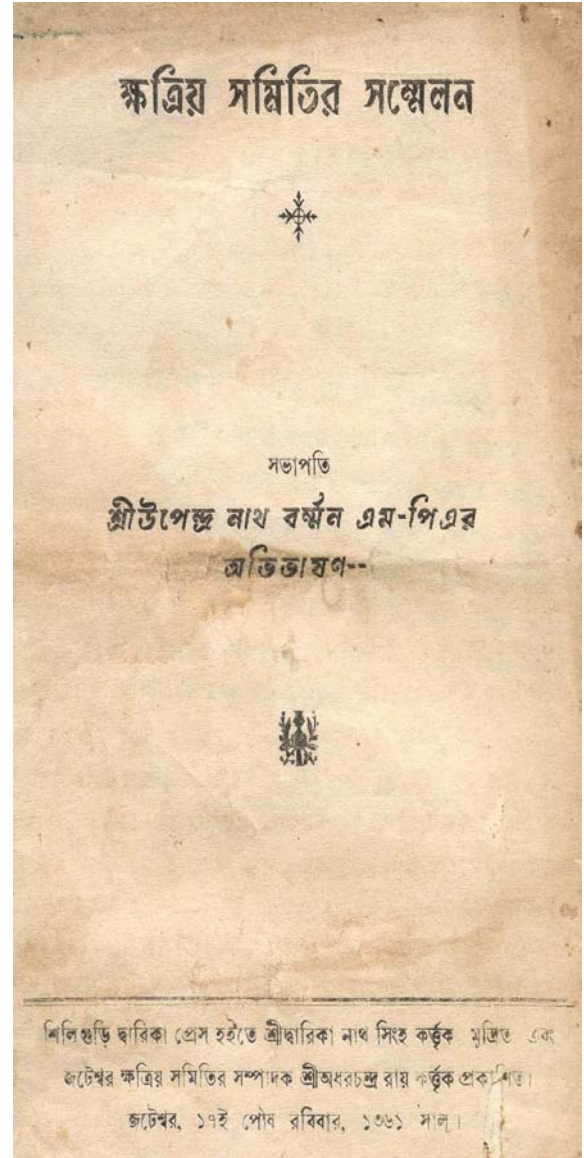 ক্ষত্রিয় সমিতির সম্মেলন
সভাপতি
শ্রীউপেন্দ্র নাথ বর্ম্মন এম-পিএর
অভিভাষণ--
শিলিগুড়ি দ্বারিকা প্রেস হইতে শ্রীদ্বারিকা নাথ সিংহ কর্ত্তৃক মুদ্রিত এবং
জটেশ্বর ক্ষত্রিয় সমিতির সম্পাদক শ্রীঅধরচন্দ্র রায় কর্ত্তৃক প্রকাশিত।
জটেশ্বর, ১৭ই পৌষ রবিবার, ১৩৬১ সাল।